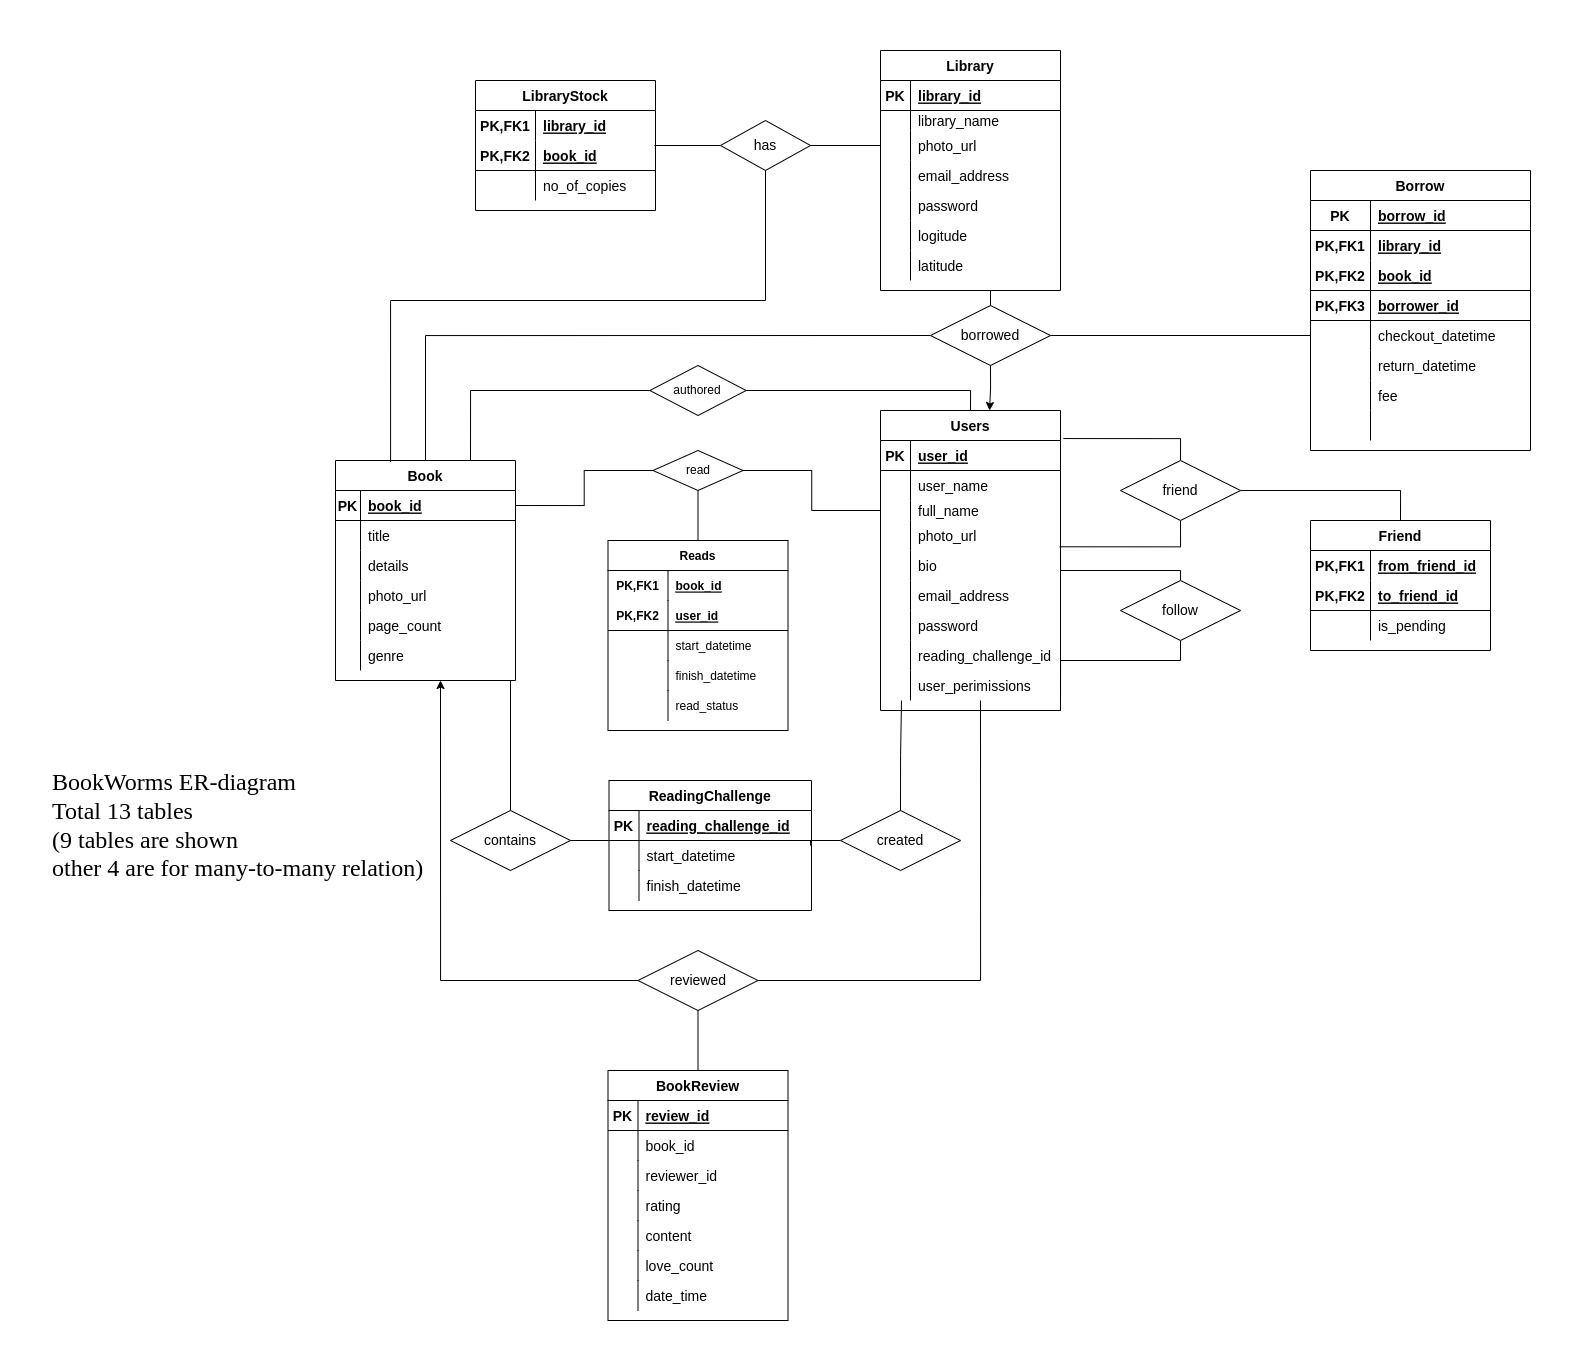 Library
PK library_id
library_name
photo_url
email_address
password
logitude
latitude
LibraryStock
PK,FK1 library_id
PK,FK2 book_id
no_of_copies
has
Borrow
PK borrow_id
PK,FK1 library_id
PK,FK2 book_id
PK,FK3 borrower_id
checkout_datetime
return_datetime
fee
borrowed
authored
Users
PK user_id
user_name
full_name
photo_url
bio
email_address
password
reading_challenge_id
user_perimissions
read
Book
PK book_id
title
details
photo_url
page_count
genre
friend
Friend
PK,FK1 from_friend_id
PK,FK2 to_friend_id
is_pending
follow
Reads
PK,FK1 book_id
PK,FK2 user_id
start_datetime
finish_datetime
read_status
BookWorms ER-diagram
Total 13 tables
(9 tables are shown
other 4 are for many-to-many relation)
contains
ReadingChallenge
PK reading_challenge_id
start_datetime
finish_datetime
created
reviewed
BookReview
PK review_id
book_id
reviewer_id
rating
content
love_count
date_time